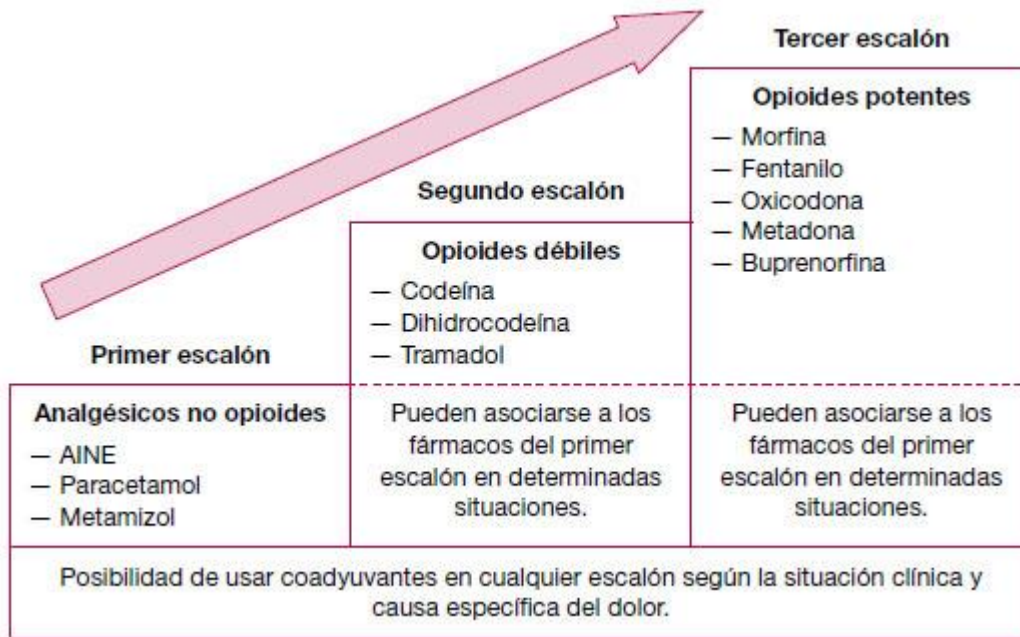 Primer escalón
Analgésicos no opioides
— AINE
— Paracetamol
— Metamizol
Segundo escalón
Opioides débiles
— Codeína
— Dihidrocodeína
— Tramadol
Pueden asociarse a los
fármacos del primer
escalón en determinadas
situaciones.
Tercer escalón
Opioides potentes
— Morfina
— Fentanilo
— Oxicodona
— Metadona
— Buprenorfina
Pueden asociarse a los
fármacos del primer
escalón en determinadas
situaciones.
Posibilidad de usar coadyuvantes en cualquier escalón según la situación clínica y
causa específica del dolor.